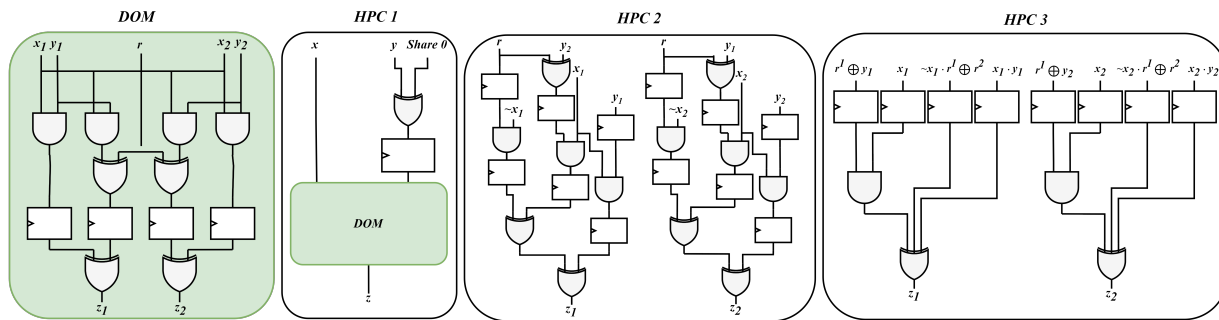 DOM
HPC 1
HPC 2
HPC 3
x₁ y₁ r x₂ y₂
z₁ z₂
x y Share 0
DOM
z
r y₂ r y₁
x₁ x₂
~x₁ y₁ ~x₂ y₂
z₁ z₂
r¹ ⊕ y₁ x₁ ~x₁ · r¹ ⊕ r² x₁ · y₁ r¹ ⊕ y₂ x₂ ~x₂ · r¹ ⊕ r² x₂ · y₂
z₁ z₂